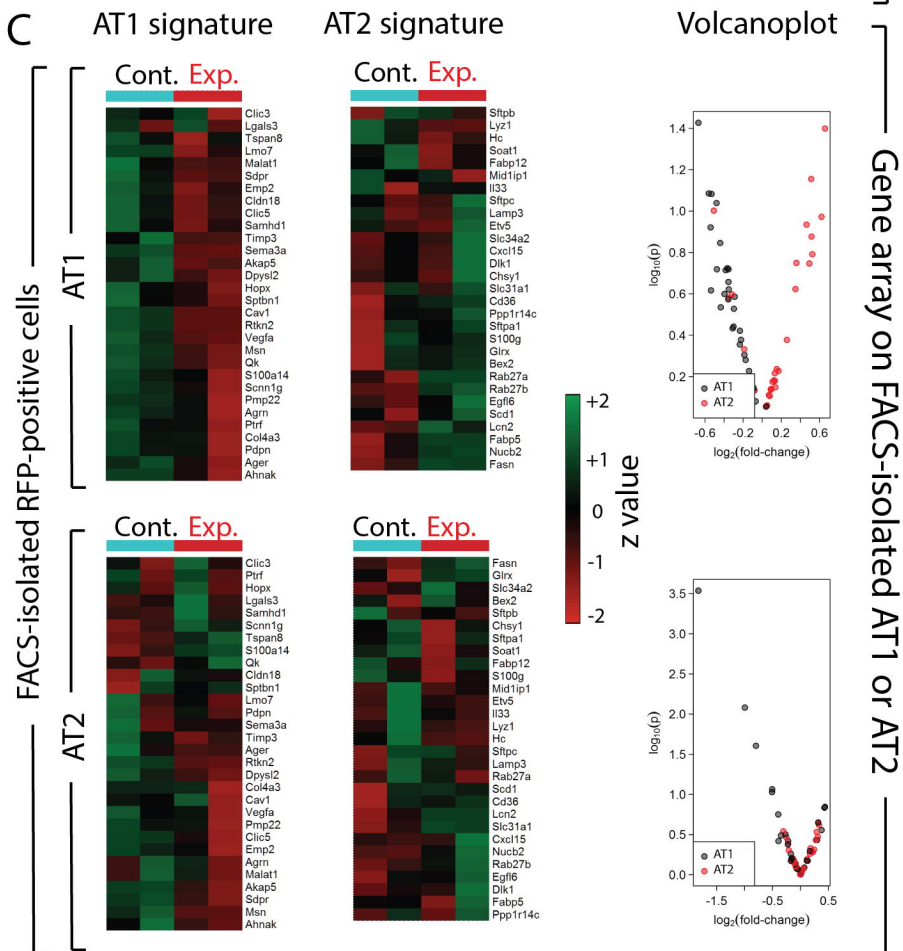 C
AT1 signature
AT2 signature
Volcanoplot
FACS-isolated RFP-positive cells
AT1
Cont. Exp.
Clic3
Lgals3
Tspan8
Lmo7
Malat1
Sdpr
Emp2
Cldn18
Clic5
Samhd1
Timp3
Sema3a
Akap5
Dpysl2
Hopx
Sptbn1
Cav1
Rtkn2
Vegfa
Msn
Qk
S100a14
Scnn1g
Pmp22
Agrn
Ptrf
Col4a3
Pdpn
Ager
Ahnak
Sftpb
Lyz1
Hc
Soat1
Fabp12
Mid1ip1
Il33
Sftpc
Lamp3
Etv5
Slc34a2
Cxcl15
Dlk1
Chsy1
Slc31a1
Cd36
Ppp1r14c
Sftpa1
S100g
Glrx
Bex2
Rab27a
Rab27b
Egfl6
Scd1
Lcn2
Fabp5
Nucb2
Fasn
+2
+1
0
-1
-2
z value
1.4
1.2
1.0
0.8
0.6
0.4
0.2
log10(p)
AT1
AT2
-0.6 -0.2 0.2 0.6
log2(fold-change)
Gene array on FACS-isolated AT1 or AT2
AT2
Cont. Exp.
Clic3
Ptrf
Hopx
Lgals3
Samhd1
Scnn1g
Tspan8
S100a14
Qk
Cldn18
Sptbn1
Lmo7
Pdpn
Sema3a
Timp3
Ager
Rtkn2
Dpysl2
Col4a3
Cav1
Vegfa
Pmp22
Clic5
Emp2
Agrn
Malat1
Akap5
Sdpr
Msn
Ahnak
Cont. Exp.
Fasn
Glrx
Slc34a2
Bex2
Sftpb
Chsy1
Sftpa1
Soat1
Fabp12
S100g
Mid1ip1
Etv5
Il33
Lyz1
Hc
Sftpc
Lamp3
Rab27a
Scd1
Cd36
Lcn2
Slc31a1
Cxcl15
Nucb2
Rab27b
Egfl6
Dlk1
Fabp5
Ppp1r14c
3.5
3.0
2.5
2.0
1.5
1.0
0.5
0.0
log10(p)
AT1
AT2
-1.5 -0.5 0.5
log2(fold-change)